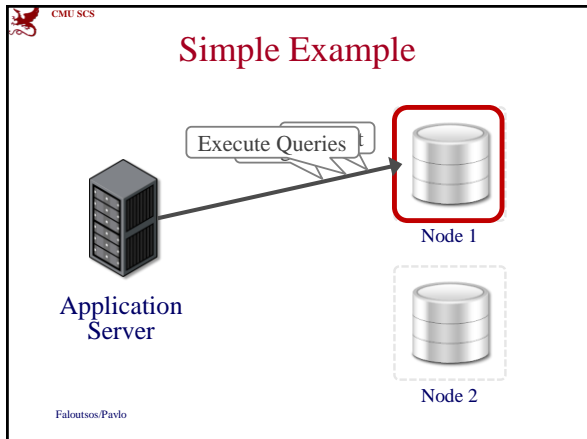 CMU SCS
Simple Example
Execute Queries
Node 1
Application
Server
Node 2
Faloutsos/Pavlo